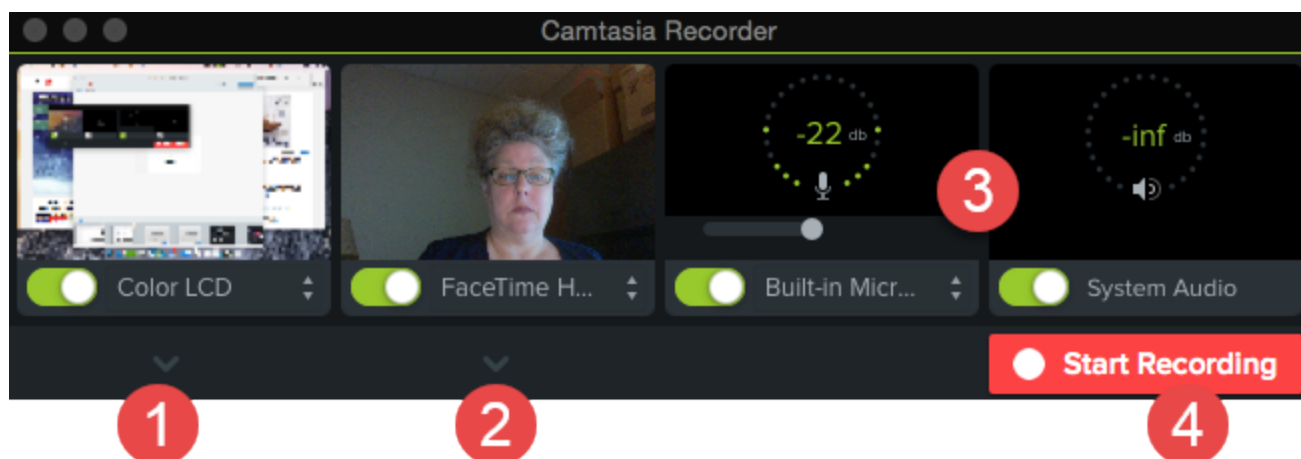 Camtasia Recorder
-22 db
-inf db
3
Color LCD
FaceTime H...
Built-in Micr...
System Audio
Start Recording
1
2
4